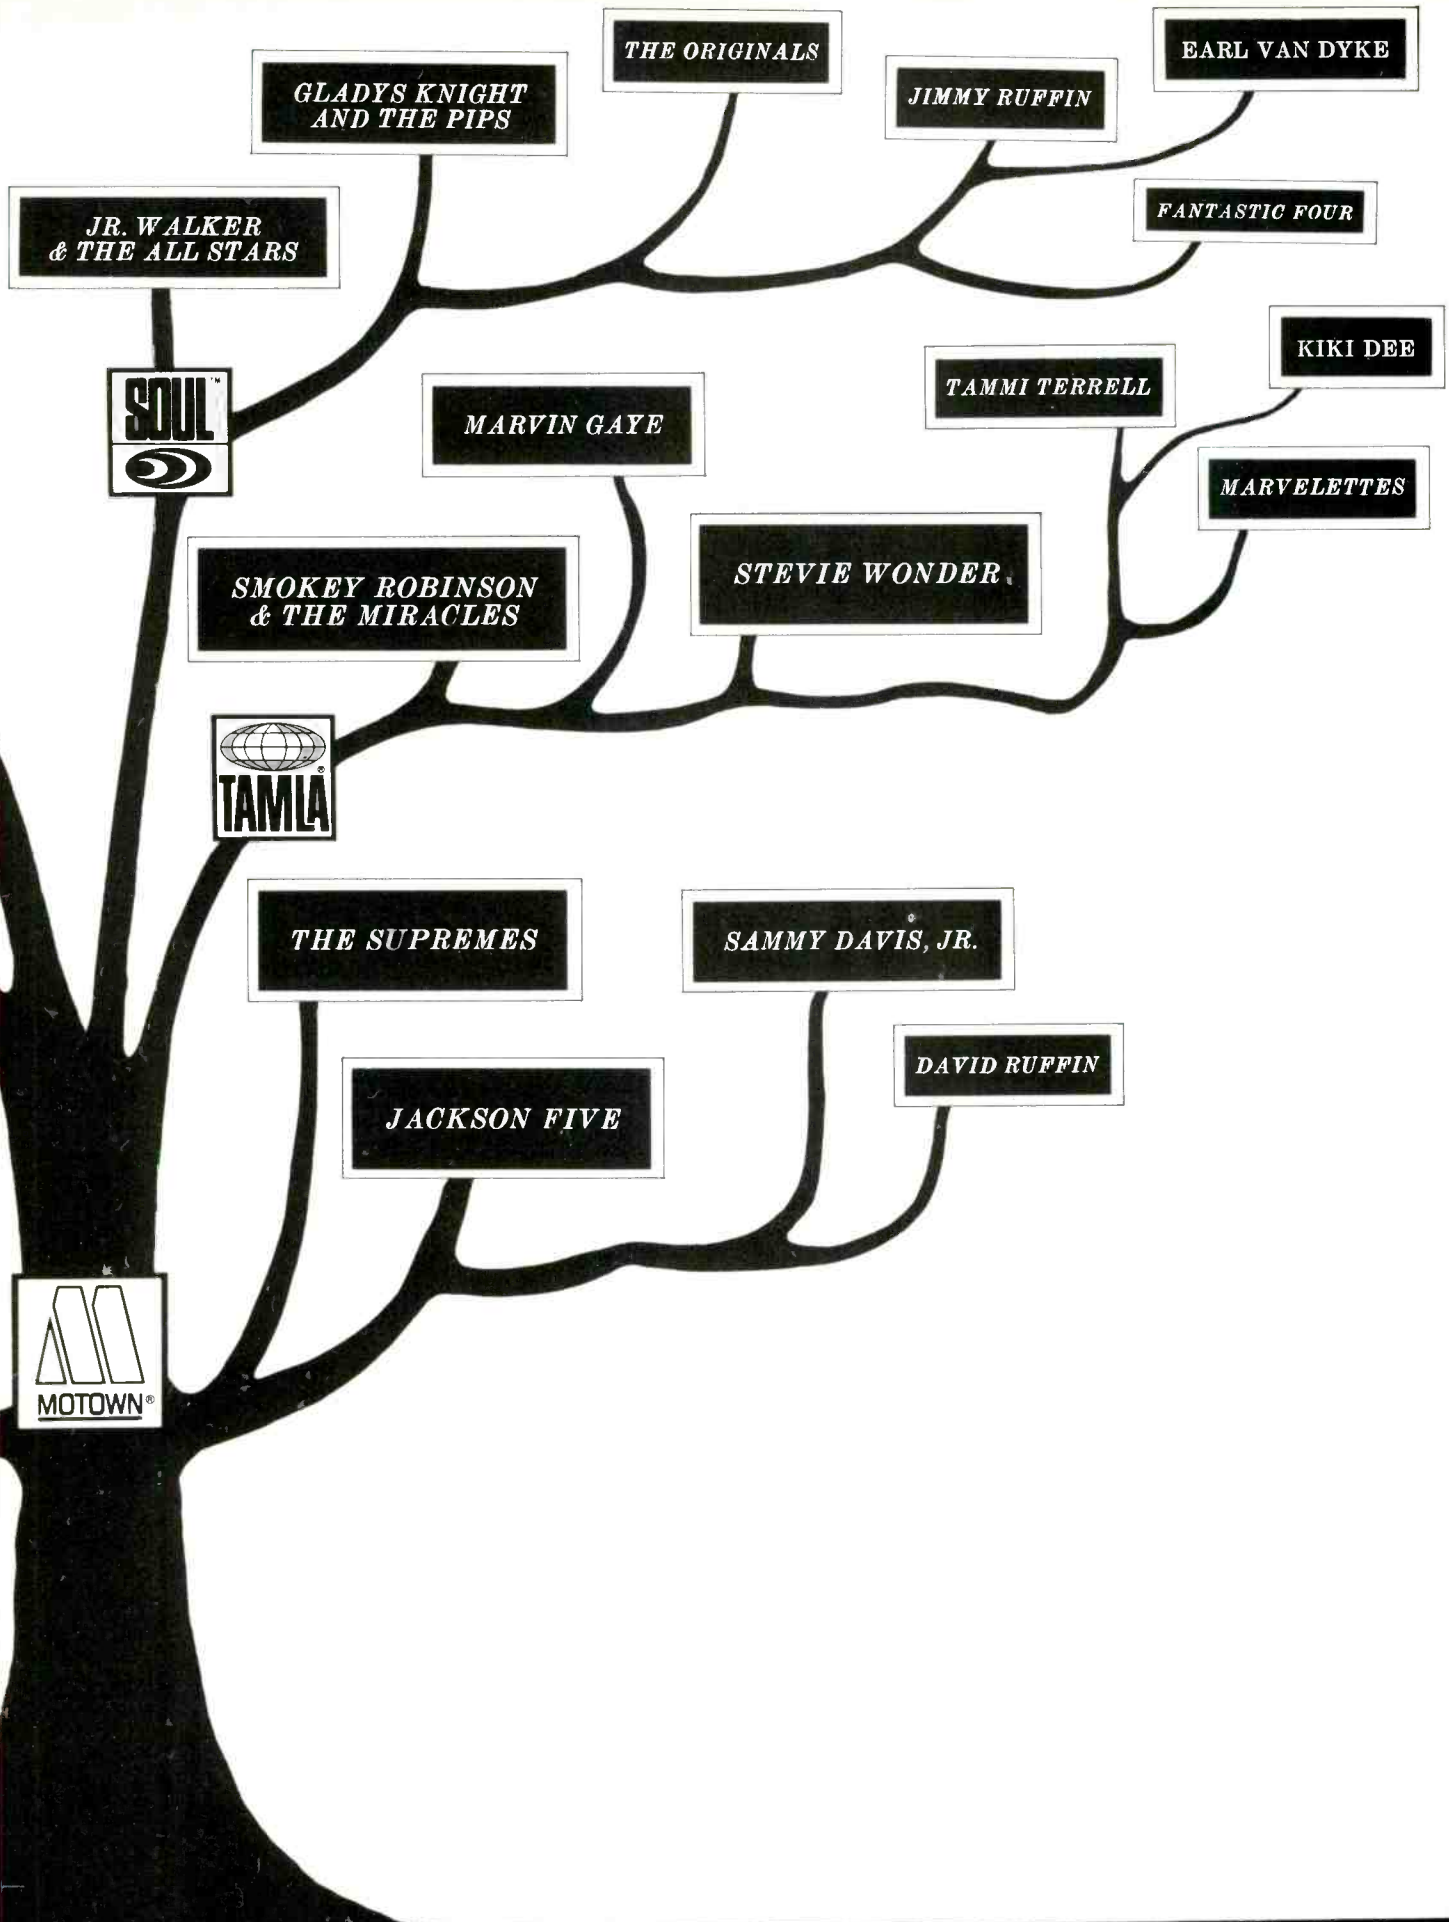 THE ORIGINALS
EARL VAN DYKE
GLADYS KNIGHT
AND THE PIPS
JIMMY RUFFIN
JR. WALKER
& THE ALL STARS
FANTASTIC FOUR
SOUL™
KIKI DEE
TAMMI TERRELL
MARVIN GAYE
MARVELETTES
SMOKEY ROBINSON
& THE MIRACLES
STEVIE WONDER
TAMLA®
THE SUPREMES
SAMMY DAVIS, JR.
DAVID RUFFIN
JACKSON FIVE
MOTOWN®